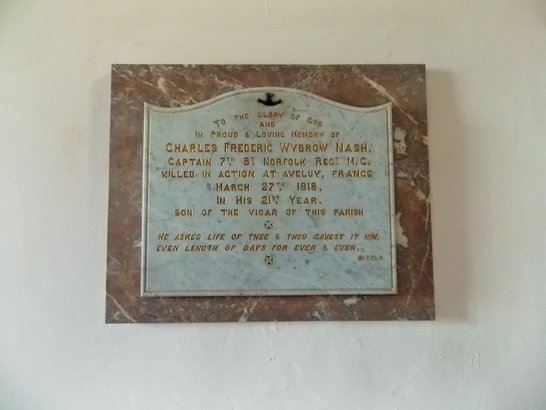 To the glory of God
and
In Proud & Loving Memory of
Charles Frederic Wybrow Nash,
Captain 7th Bt. Norfolk Regt. M.C.
killed in action at Aveluy, France
March 27th 1918,
In His 21st Year.
son of the Vicar of this Parish
He asked life of Thee & Thou gavest it him,
even length of days for ever & ever.